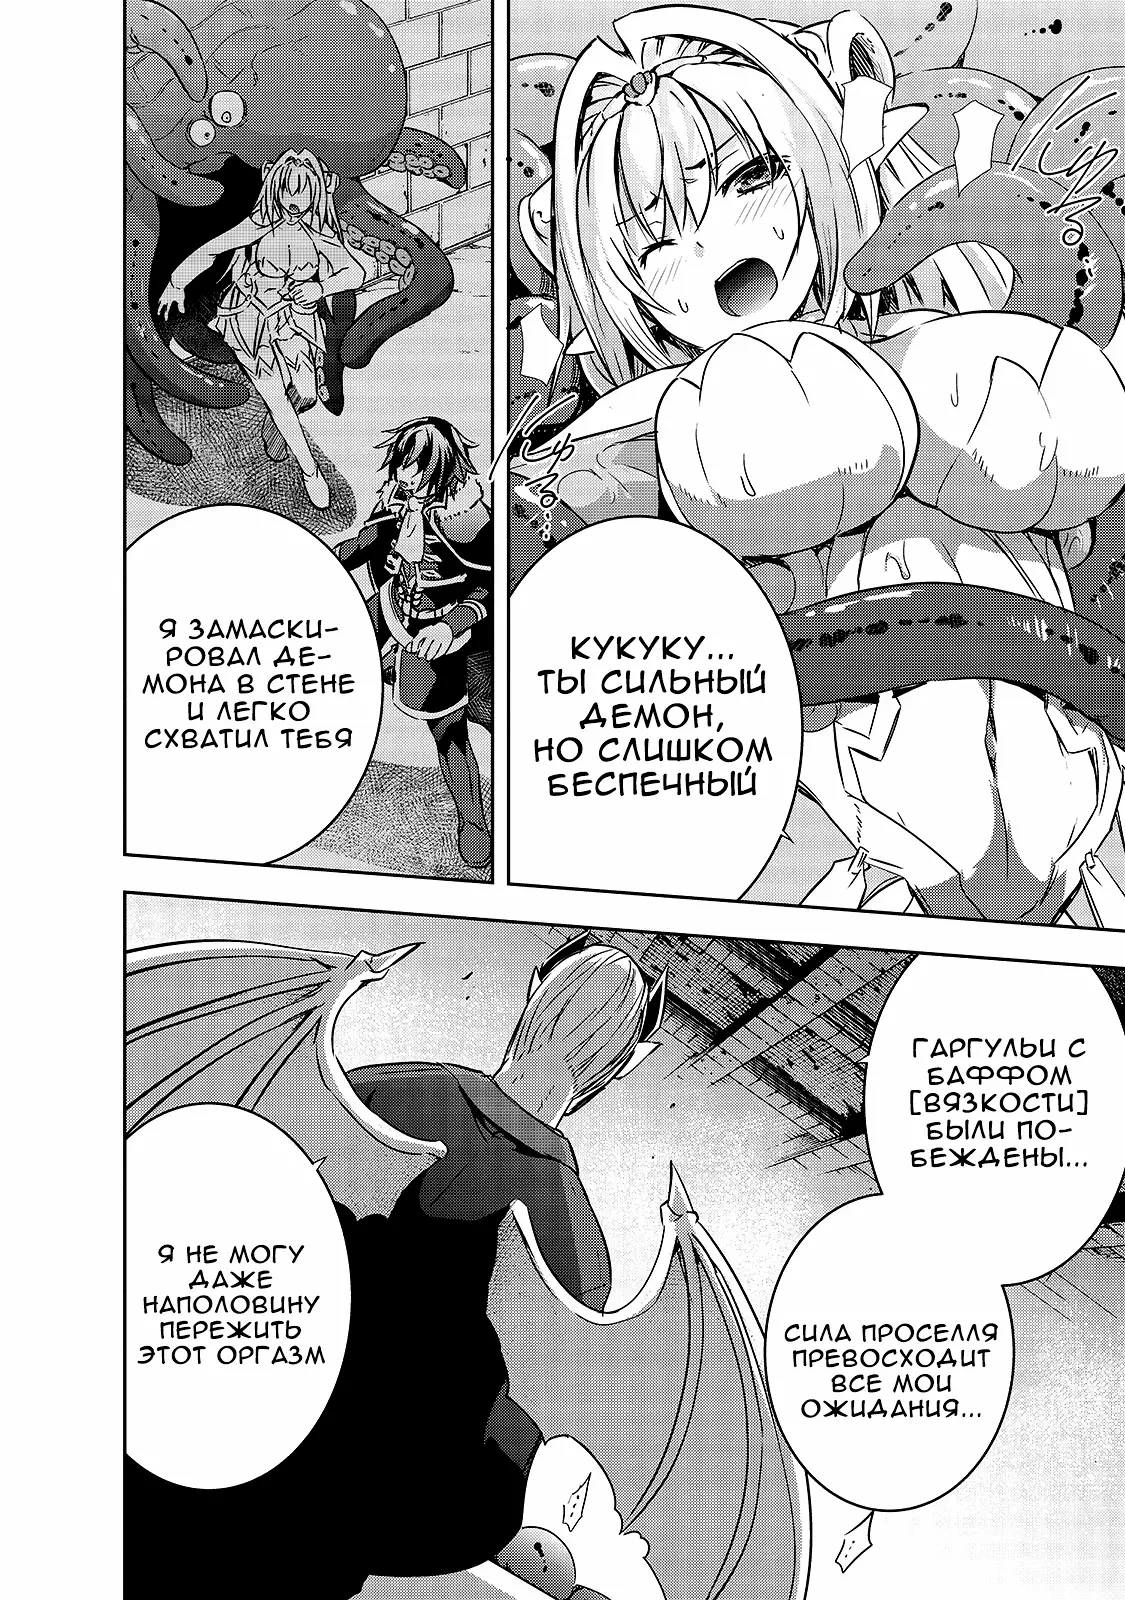 КУКУКУ...
ТЫ СИЛЬНЫЙ
ДЕМОН,
НО СЛИШКОМ
БЕСПЕЧНЫЙ
Я ЗАМАСКИ-
РОВАЛ ДЕ-
МОНА В СТЕНЕ
И ЛЕГКО
СХВАТИЛ ТЕБЯ
ГАРГУЛЬИ С
БАФФОМ
[ВЯЗКОСТИ]
БЫЛИ ПО-
БЕЖДЕНЫ...
СИЛА ПРОСЕЛЛЯ
ПРЕВОСХОДИТ
ВСЕ МОИ
ОЖИДАНИЯ...
Я НЕ МОГУ
ДАЖЕ
НАПОЛОВИНУ
ПЕРЕЖИТЬ
ЭТОТ ОРГАЗМ